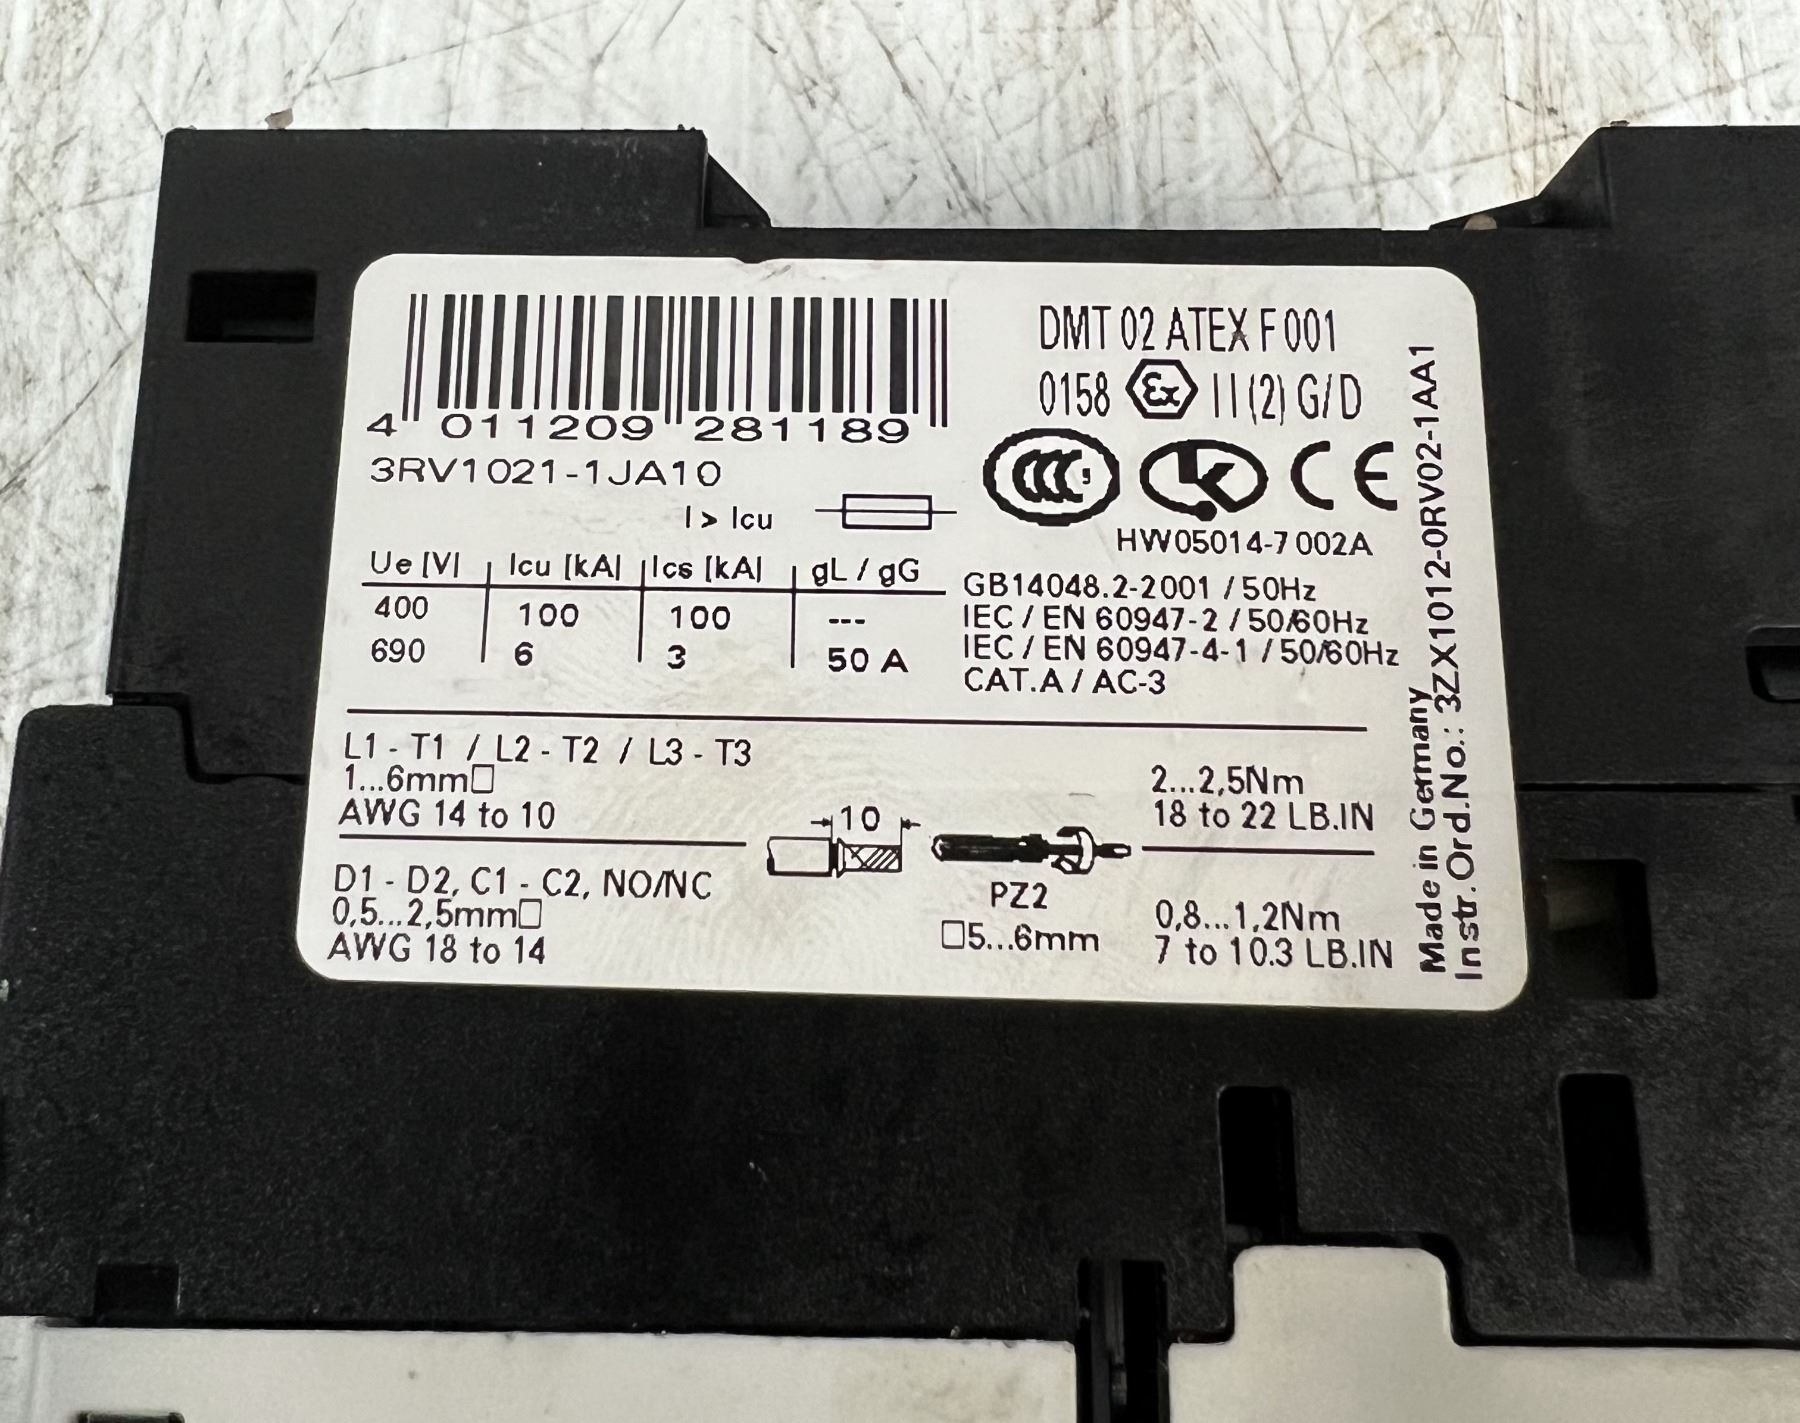 4 011209 281189
3RV1021-1JA10
I > Icu
Ue [V] Icu [kA] Ics [kA] gL / gG
400 100 100 ---
690 6 3 50 A
DMT 02 ATEX F 001
0158 Ex II (2) G/D
CCC S K CE
HW05014-7 002A
GB14048.2-2001 / 50Hz
IEC / EN 60947-2 / 50/60Hz
IEC / EN 60947-4-1 / 50/60Hz
CAT.A / AC-3
L1 - T1 / L2 - T2 / L3 - T3
1...6mm□
AWG 14 to 10
2...2,5Nm
18 to 22 LB.IN
10
D1 - D2, C1 - C2, NO/NC
0,5...2,5mm□
AWG 18 to 14
PZ2
□5...6mm
0,8...1,2Nm
7 to 10.3 LB.IN
Made in Germany
Instr.Ord.No.: 3ZX1012-0RV02-1AA1